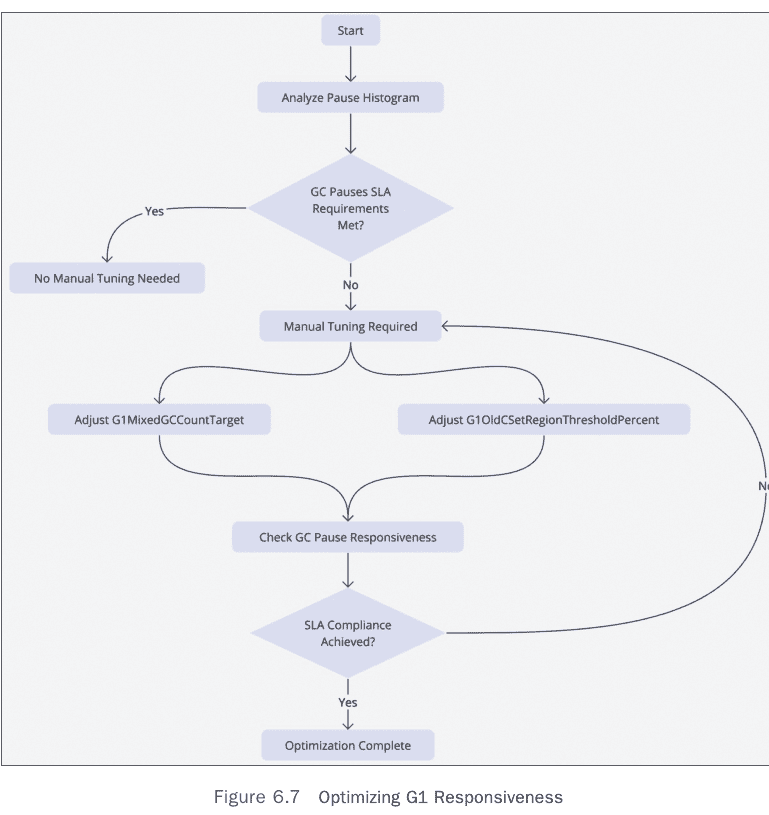 Start
Analyze Pause Histogram
GC Pauses SLA
Requirements
Met?
Yes
No Manual Tuning Needed
No
Manual Tuning Required
Adjust G1MixedGCCountTarget
Adjust G1OldCSetRegionThresholdPercent
Check GC Pause Responsiveness
SLA Compliance
Achieved?
Yes
Optimization Complete
Figure 6.7 Optimizing G1 Responsiveness